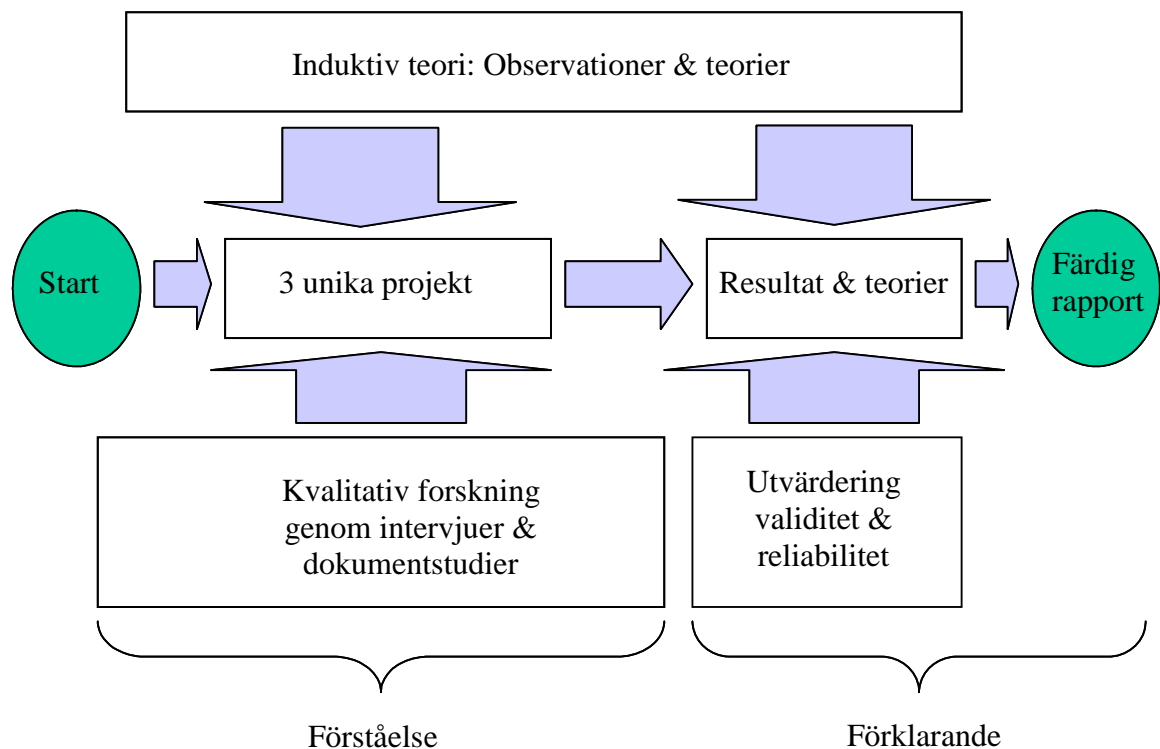 Induktiv teori: Observationer & teorier
Start
3 unika projekt
Resultat & teorier
Färdig
rapport
Kvalitativ forskning
genom intervjuer &
dokumentstudier
Utvärdering
validitet &
reliabilitet
Förståelse
Förklarande